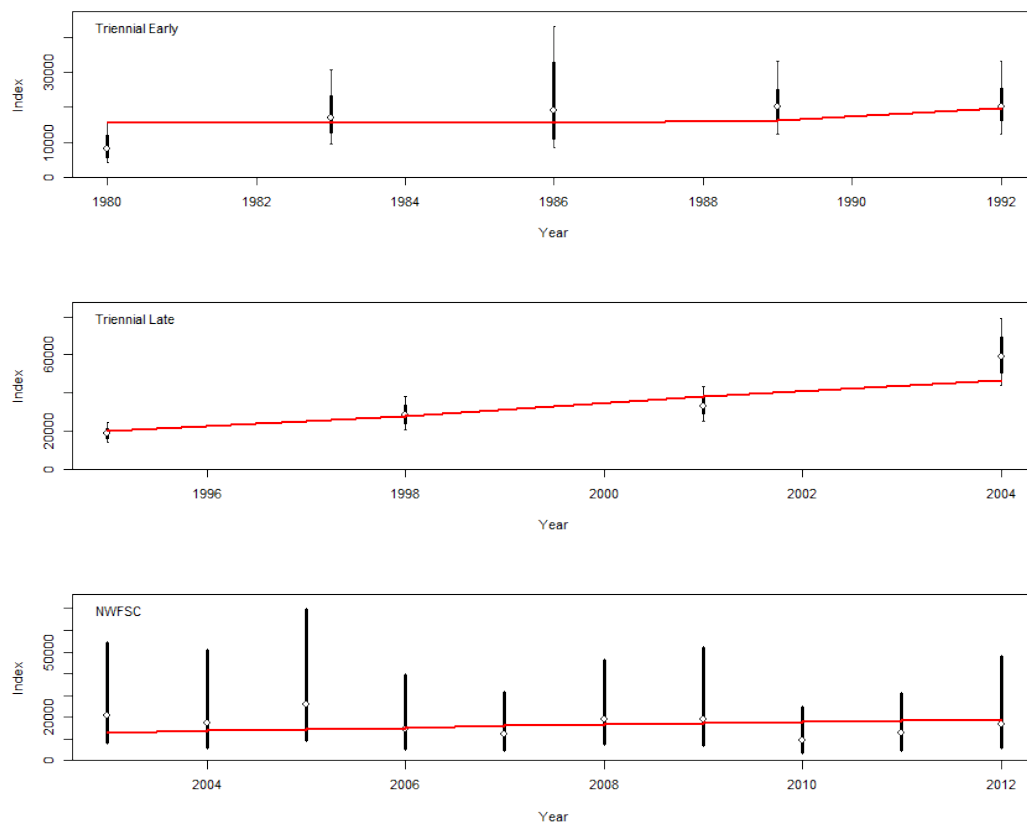 Triennial Early
Index
0 10000 30000
1980 1982 1984 1986 1988 1990 1992
Year
Triennial Late
Index
0 20000 60000
1996 1998 2000 2002 2004
Year
NWFSC
Index
0 20000 50000
2004 2006 2008 2010 2012
Year